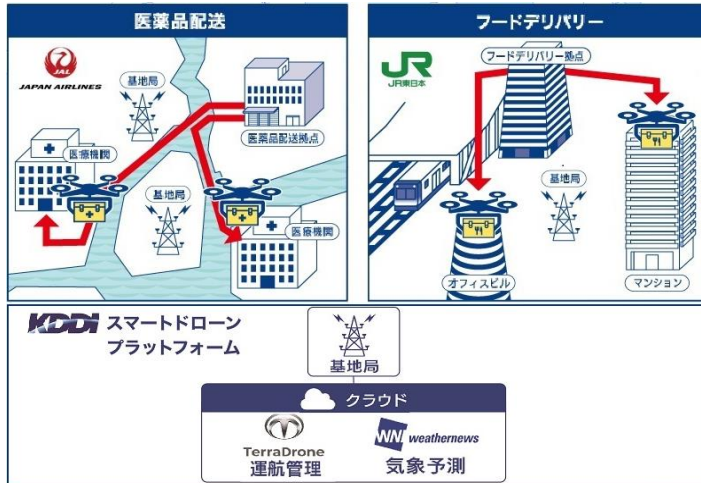 医薬品配送
JAL
JAPAN AIRLINES
基地局
医薬品配送拠点
医療機関
基地局
医療機関
フードデリバリー
JR
JR東日本
フードデリバリー拠点
基地局
オフィスビル
マンション
KDDI スマートドローン
プラットフォーム
基地局
クラウド
TerraDrone
運航管理
WNI weathernews
気象予測